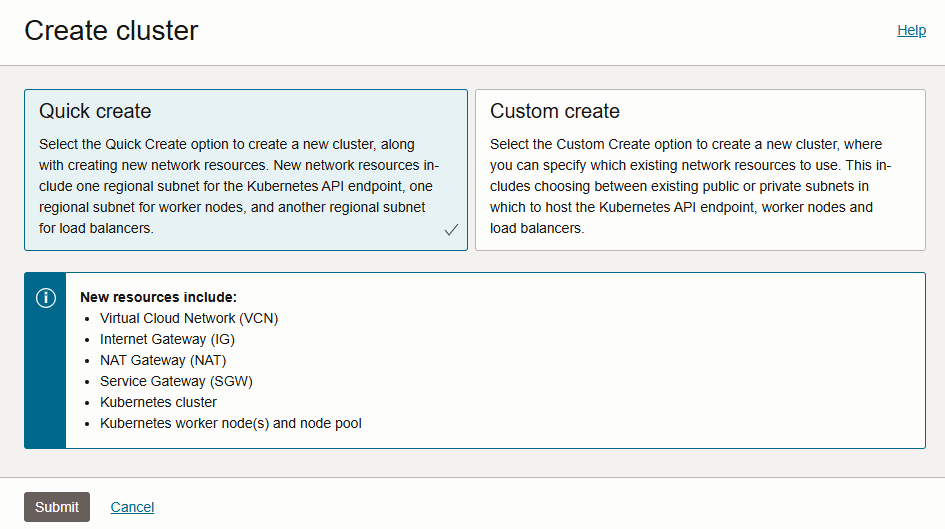 Create cluster
Help
Quick create
Select the Quick Create option to create a new cluster, along
with creating new network resources. New network resources in-
clude one regional subnet for the Kubernetes API endpoint, one
regional subnet for worker nodes, and another regional subnet
for load balancers.
Custom create
Select the Custom Create option to create a new cluster, where
you can specify which existing network resources to use. This in-
cludes choosing between existing public or private subnets in
which to host the Kubernetes API endpoint, worker nodes and
load balancers.
New resources include:
• Virtual Cloud Network (VCN)
• Internet Gateway (IG)
• NAT Gateway (NAT)
• Service Gateway (SGW)
• Kubernetes cluster
• Kubernetes worker node(s) and node pool
Submit
Cancel